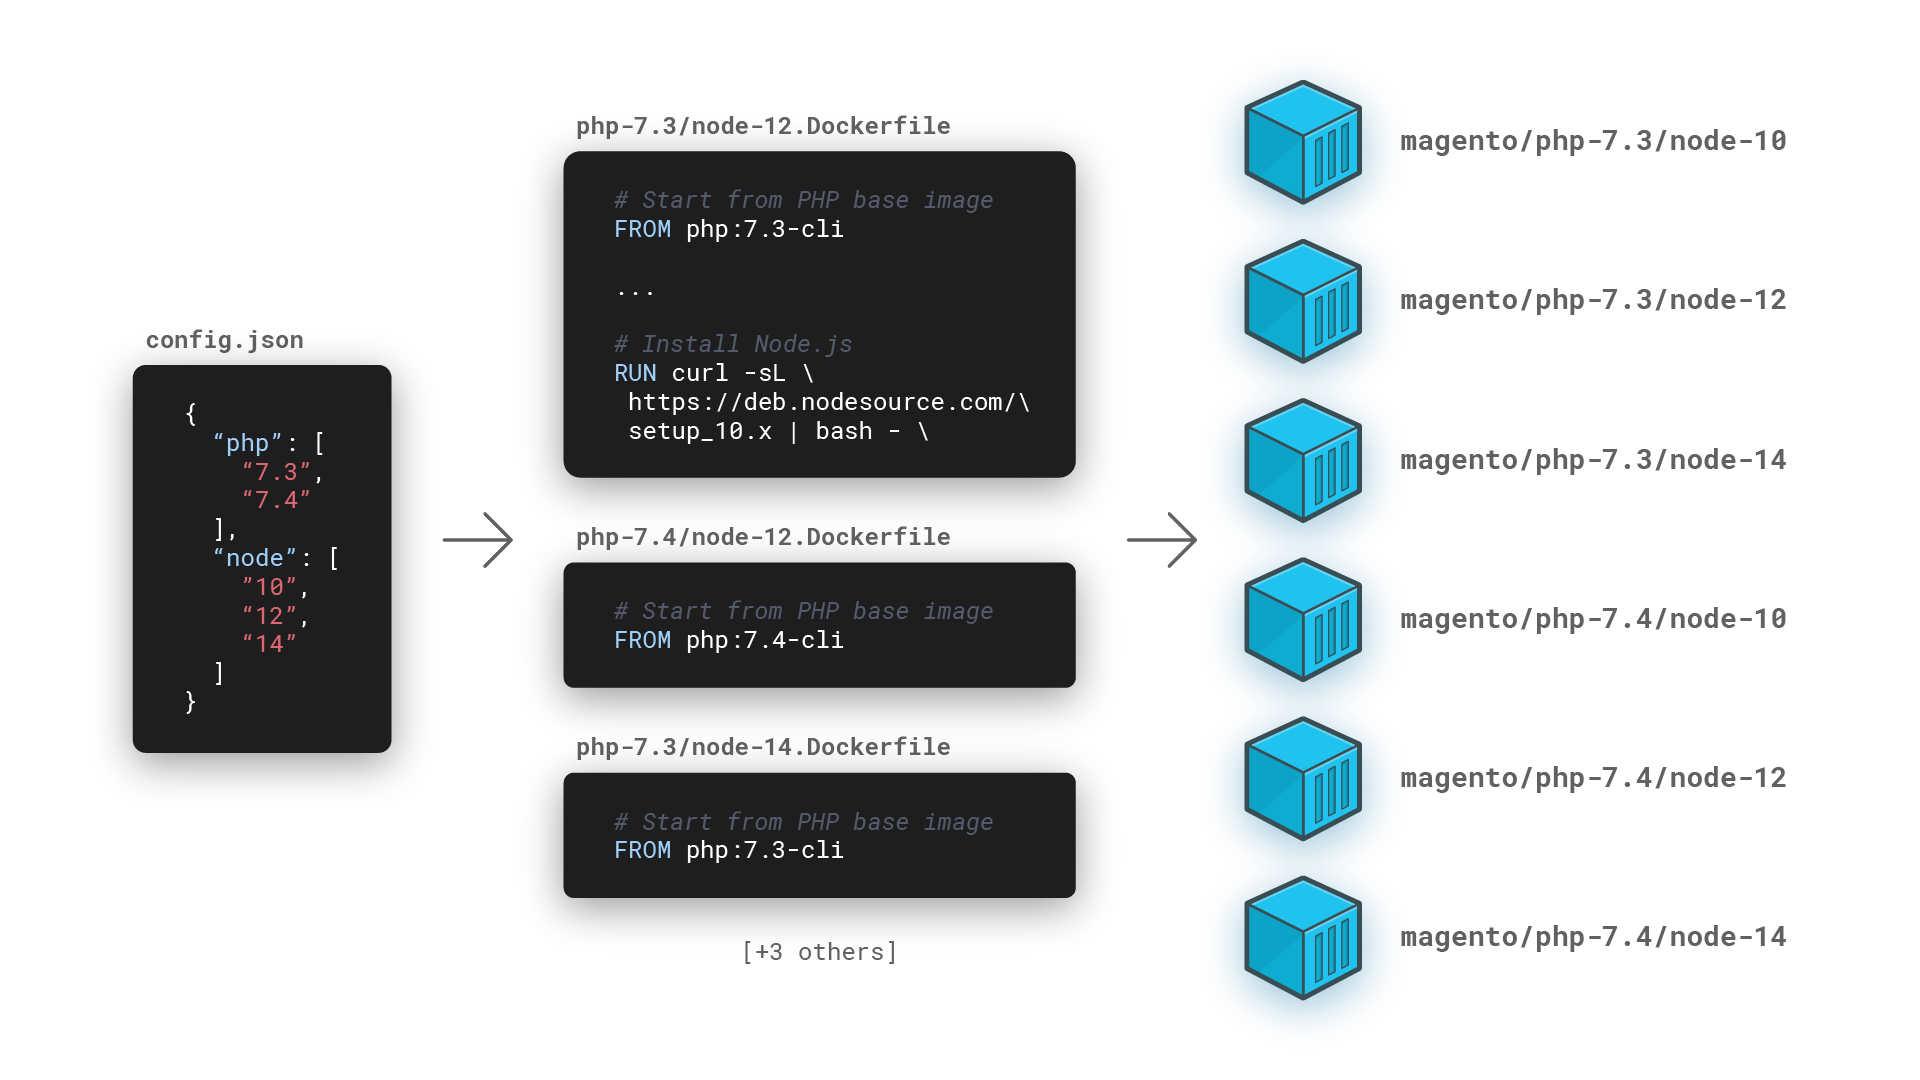 config.json
{
“php”: [
“7.3”,
“7.4”
],
“node”: [
”10”,
“12”,
“14”
]
}
php-7.3/node-12.Dockerfile
# Start from PHP base image
FROM php:7.3-cli
...
# Install Node.js
RUN curl -sL \
https://deb.nodesource.com/\
setup_10.x | bash - \
php-7.4/node-12.Dockerfile
# Start from PHP base image
FROM php:7.4-cli
php-7.3/node-14.Dockerfile
# Start from PHP base image
FROM php:7.3-cli
[+3 others]
magento/php-7.3/node-10
magento/php-7.3/node-12
magento/php-7.3/node-14
magento/php-7.4/node-10
magento/php-7.4/node-12
magento/php-7.4/node-14